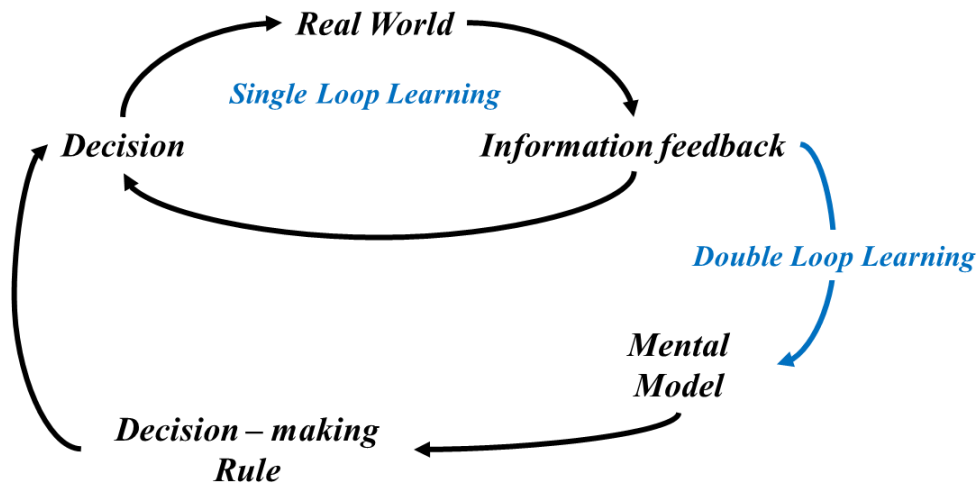 Real World
Single Loop Learning
Decision
Information feedback
Double Loop Learning
Mental
Model
Decision – making
Rule